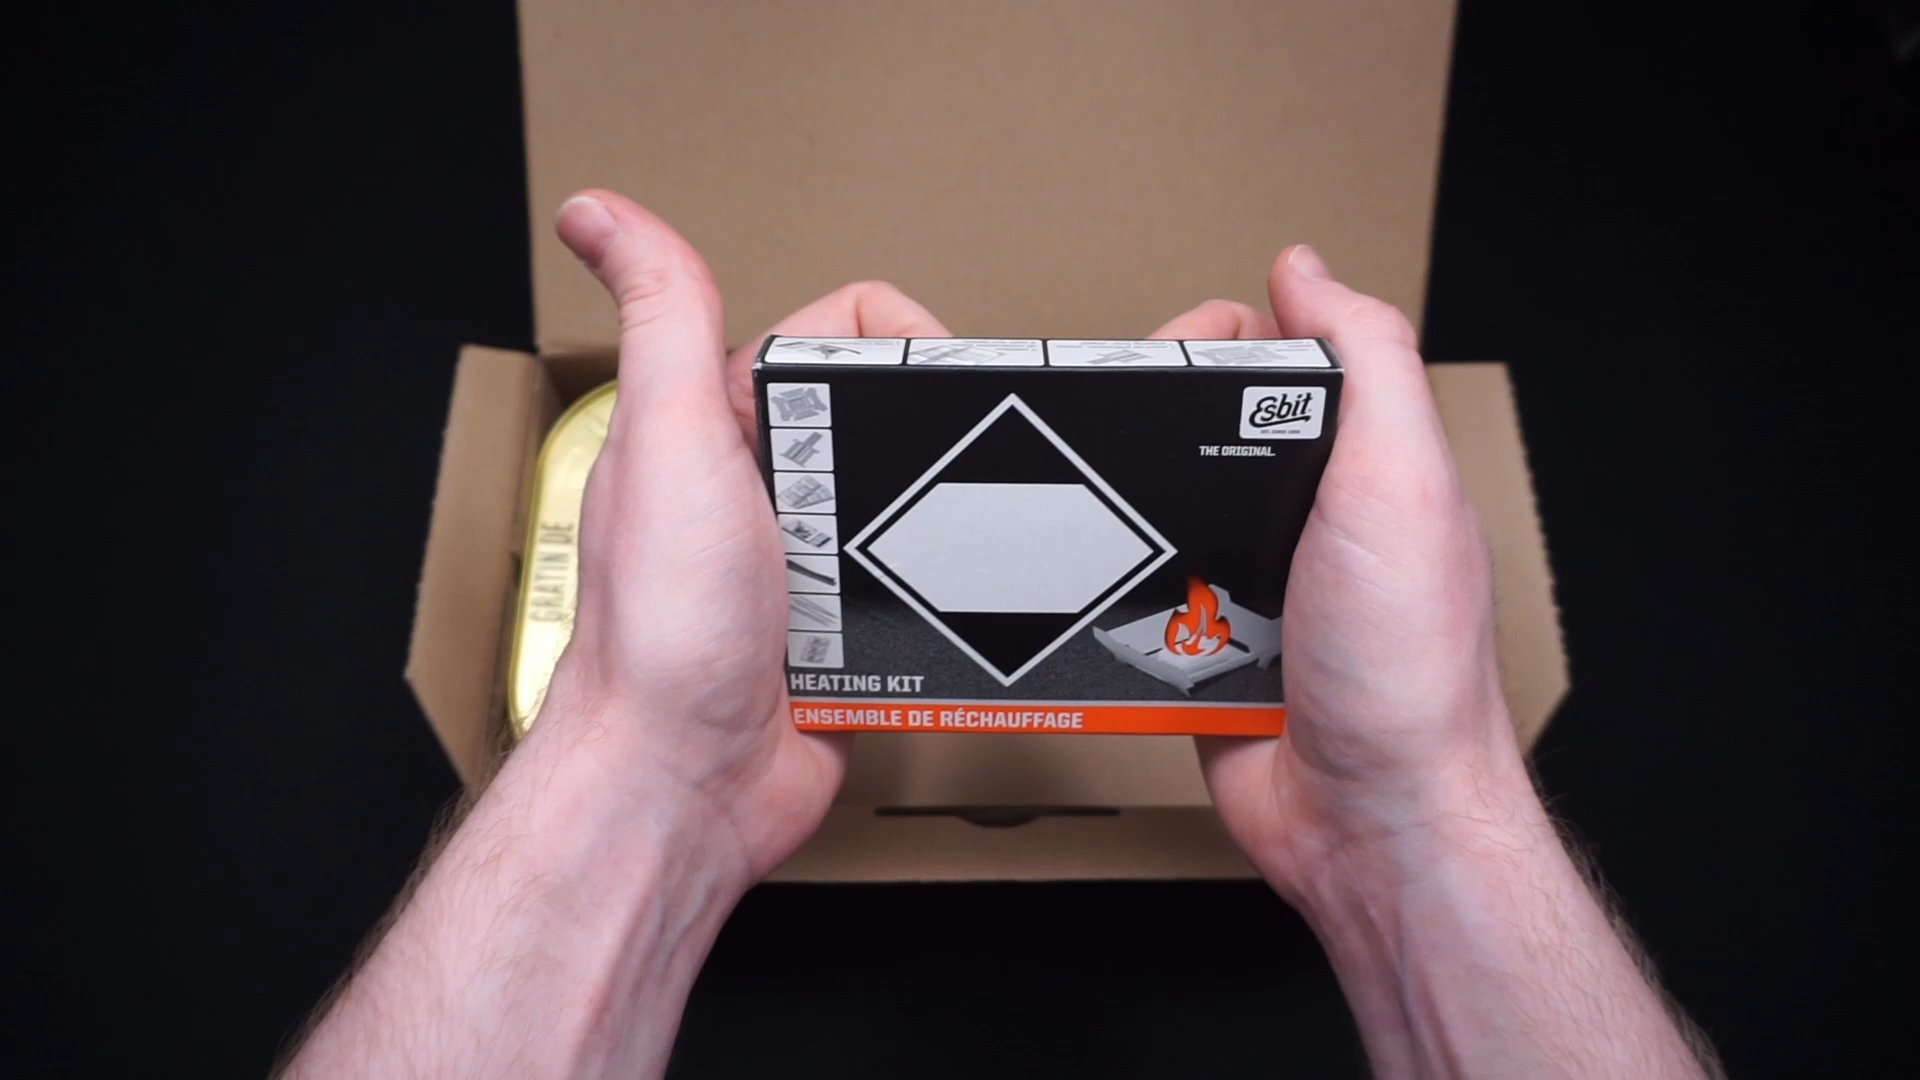 Esbit
THE ORIGINAL.
GRATIN DE
HEATING KIT
ENSEMBLE DE RÉCHAUFFAGE